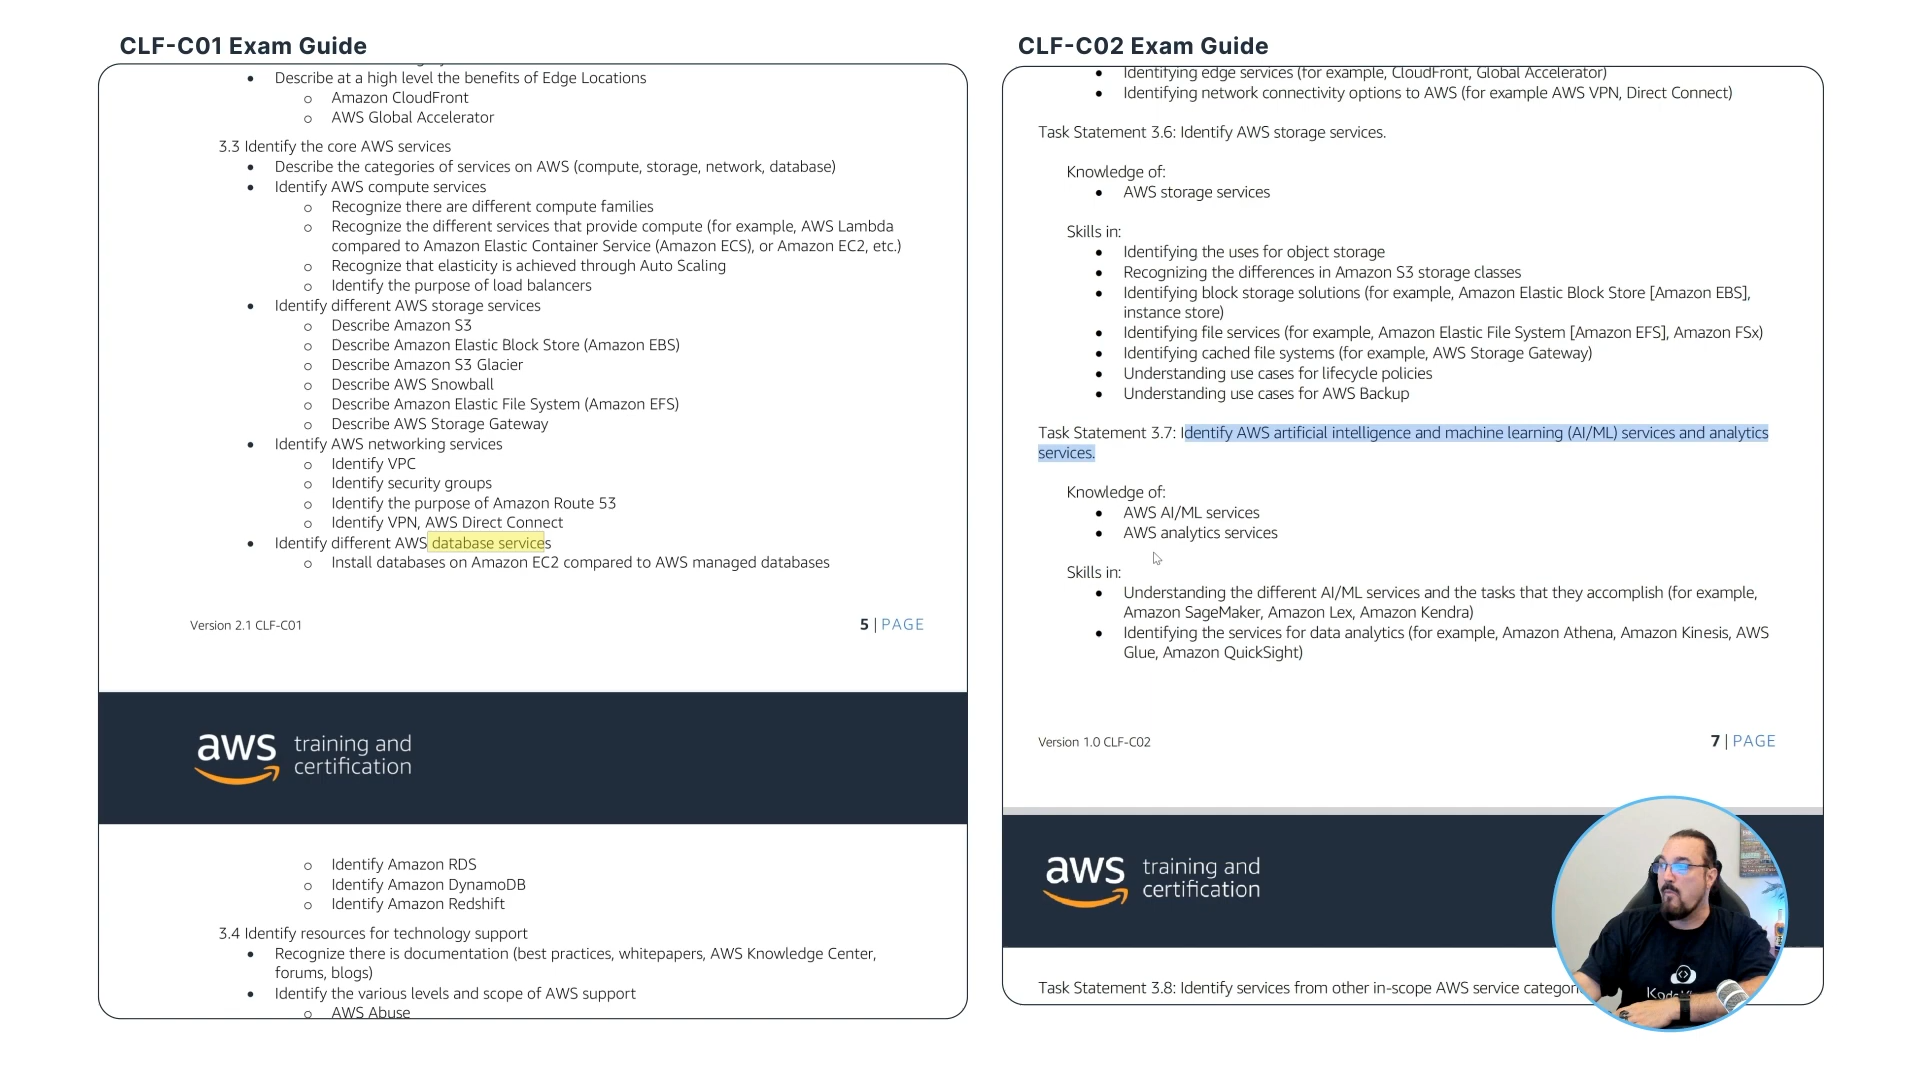 CLF-C01 Exam Guide
• Describe at a high level the benefits of Edge Locations
o Amazon CloudFront
o AWS Global Accelerator
3.3 Identify the core AWS services
• Describe the categories of services on AWS (compute, storage, network, database)
• Identify AWS compute services
o Recognize there are different compute families
o Recognize the different services that provide compute (for example, AWS Lambda
compared to Amazon Elastic Container Service (Amazon ECS), or Amazon EC2, etc.)
o Recognize that elasticity is achieved through Auto Scaling
o Identify the purpose of load balancers
• Identify different AWS storage services
o Describe Amazon S3
o Describe Amazon Elastic Block Store (Amazon EBS)
o Describe Amazon S3 Glacier
o Describe AWS Snowball
o Describe Amazon Elastic File System (Amazon EFS)
o Describe AWS Storage Gateway
• Identify AWS networking services
o Identify VPC
o Identify security groups
o Identify the purpose of Amazon Route 53
o Identify VPN, AWS Direct Connect
• Identify different AWS database services
o Install databases on Amazon EC2 compared to AWS managed databases
Version 2.1 CLF-C01
5 | PAGE
aws training and
certification
o Identify Amazon RDS
o Identify Amazon DynamoDB
o Identify Amazon Redshift
3.4 Identify resources for technology support
• Recognize there is documentation (best practices, whitepapers, AWS Knowledge Center,
forums, blogs)
• Identify the various levels and scope of AWS support
o AWS Abuse
CLF-C02 Exam Guide
• Identifying edge services (for example, CloudFront, Global Accelerator)
• Identifying network connectivity options to AWS (for example AWS VPN, Direct Connect)
Task Statement 3.6: Identify AWS storage services.
Knowledge of:
• AWS storage services
Skills in:
• Identifying the uses for object storage
• Recognizing the differences in Amazon S3 storage classes
• Identifying block storage solutions (for example, Amazon Elastic Block Store [Amazon EBS],
instance store)
• Identifying file services (for example, Amazon Elastic File System [Amazon EFS], Amazon FSx)
• Identifying cached file systems (for example, AWS Storage Gateway)
• Understanding use cases for lifecycle policies
• Understanding use cases for AWS Backup
Task Statement 3.7: Identify AWS artificial intelligence and machine learning (AI/ML) services and analytics
services.
Knowledge of:
• AWS AI/ML services
• AWS analytics services
Skills in:
• Understanding the different AI/ML services and the tasks that they accomplish (for example,
Amazon SageMaker, Amazon Lex, Amazon Kendra)
• Identifying the services for data analytics (for example, Amazon Athena, Amazon Kinesis, AWS
Glue, Amazon QuickSight)
Version 1.0 CLF-C02
7 | PAGE
aws training and
certification
Task Statement 3.8: Identify services from other in-scope AWS service